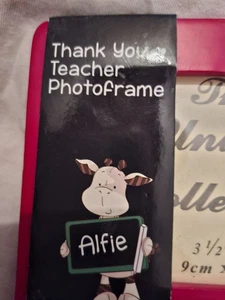 Thank You
Teacher
Photoframe
Alfie
3 1/2
9cm x